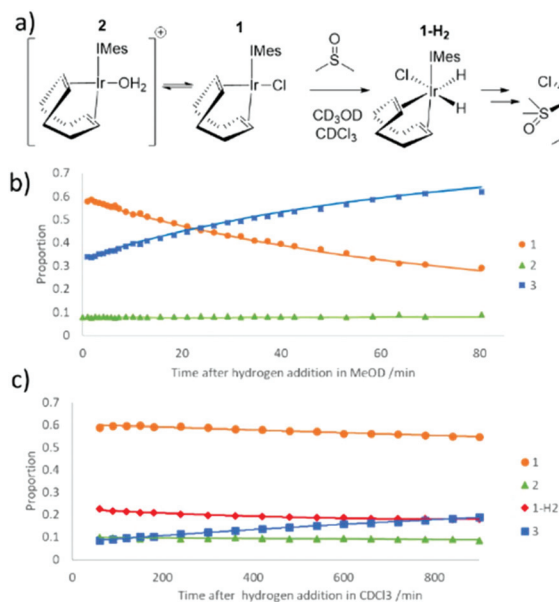 a)
2
1
1-H₂
IMes
IMes
IMes
⊕
Ir
OH₂
Ir
Cl
O
S
CD₃OD
CDCl₃
Cl
H
Ir
H
Cl
S
O
b)
0.7
0.6
0.5
0.4
0.3
0.2
0.1
0
Proportion
0
20
40
60
80
Time after hydrogen addition in MeOD /min
1
2
3
c)
0.7
0.6
0.5
0.4
0.3
0.2
0.1
0
Proportion
0
200
400
600
800
Time after hydrogen addition in CDCl3 /min
1
2
1-H2
3